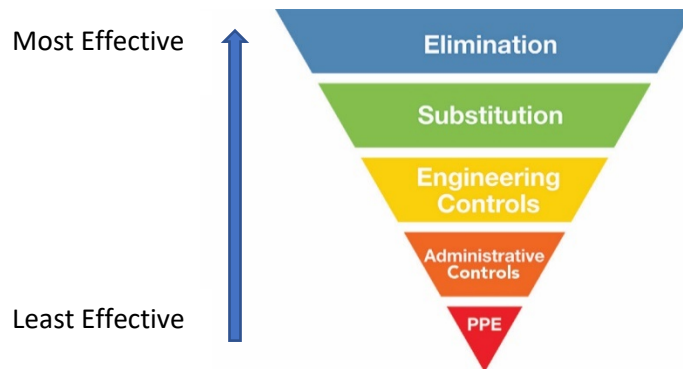 Most Effective
Elimination
Substitution
Engineering
Controls
Administrative
Controls
PPE
Least Effective